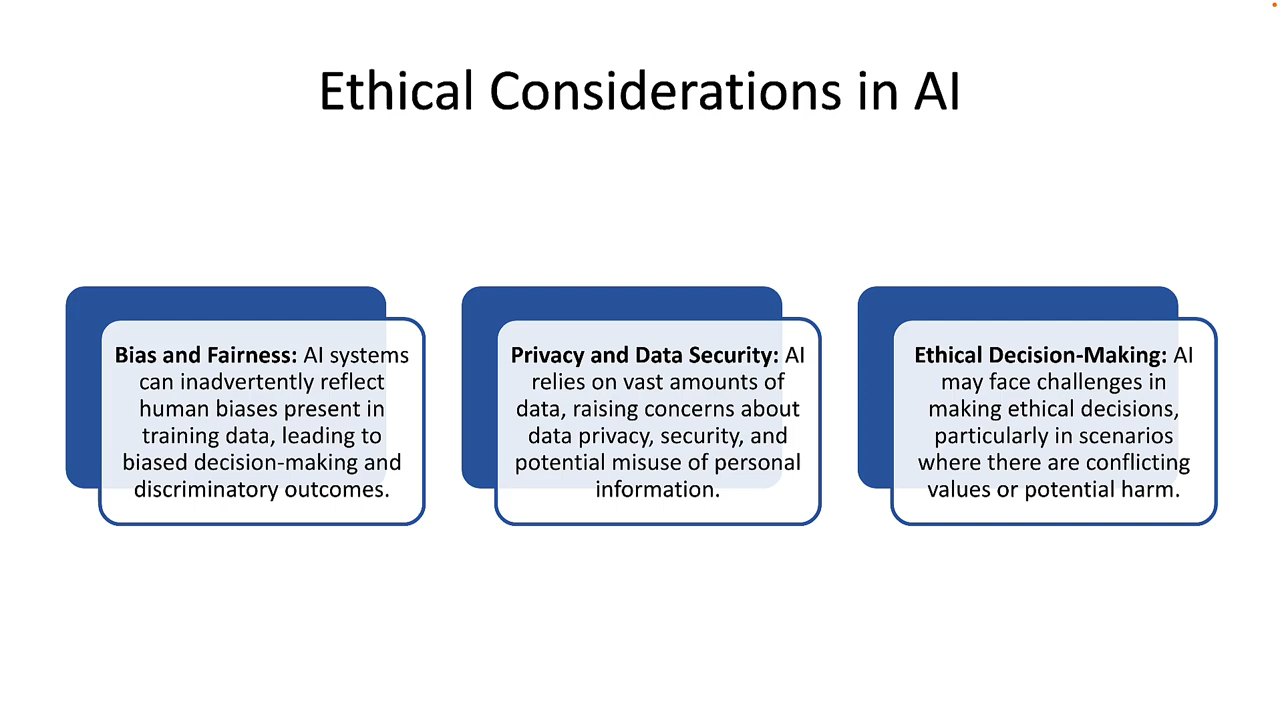 Ethical Considerations in AI
Bias and Fairness: AI systems
can inadvertently reflect
human biases present in
training data, leading to
biased decision-making and
discriminatory outcomes.
Privacy and Data Security: AI
relies on vast amounts of
data, raising concerns about
data privacy, security, and
potential misuse of personal
information.
Ethical Decision-Making: AI
may face challenges in
making ethical decisions,
particularly in scenarios
where there are conflicting
values or potential harm.